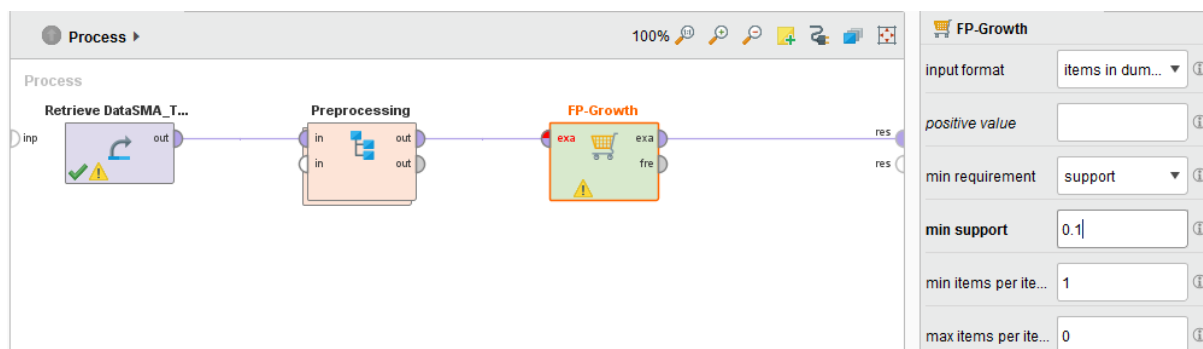 Process
100%
Process
Retrieve DataSMA_T...
inp
out
Preprocessing
in
out
in
out
FP-Growth
exa
exa
fre
res
res
FP-Growth
input format
items in dum...
positive value
min requirement
support
min support
0.1
min items per ite...
1
max items per ite...
0